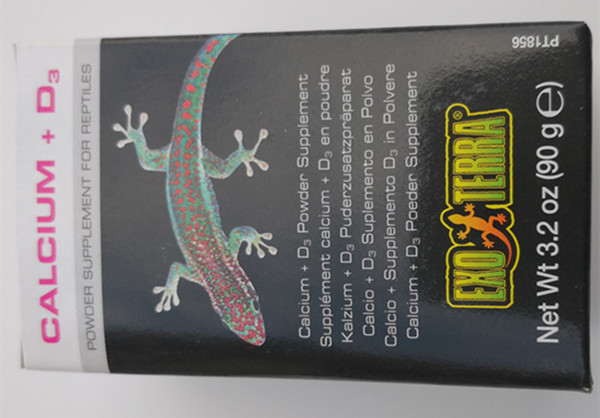 CALCIUM + D3
POWDER SUPPLEMENT FOR REPTILES
Calcium + D3 Powder Supplement
Supplément calcium + D3 en poudre
Kalzium + D3 Puderzusatzpräparat
Calcio + D3 Suplemento en Polvo
Calcio + Supplemento D3 in Polvere
Calcium + D3 Poeder Supplement
EXO TERRA®
Net Wt 3.2 oz (90 g ℮)
PT1856